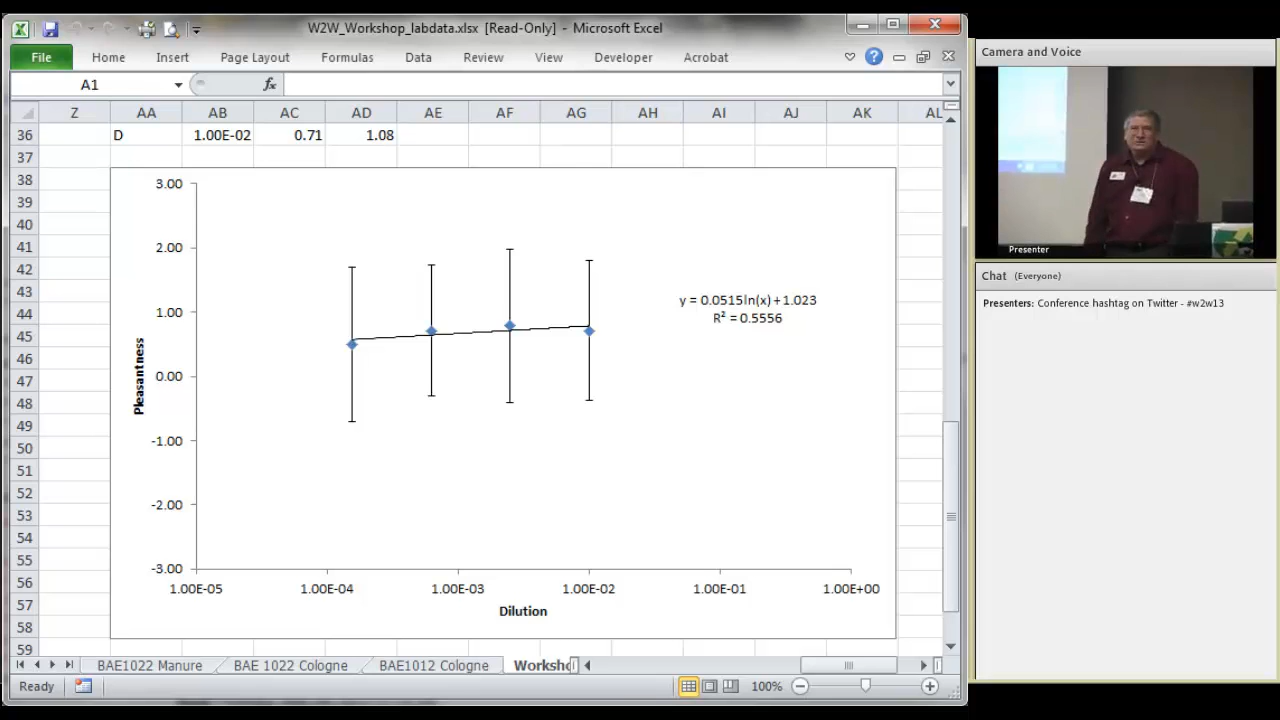 W2W_Workshop_labdata.xlsx [Read-Only] - Microsoft Excel
File Home Insert Page Layout Formulas Data Review View Developer Acrobat
A1 fx
Z AA AB AC AD AE AF AG AH AI AJ AK AL
36 D 1.00E-02 0.71 1.08
37
38
39
40
41
42
43
44
45
46
47
48
49
50
51
52
53
54
55
56
57
58
59
3.00
2.00
1.00
0.00
-1.00
-2.00
-3.00
Pleasantness
y = 0.0515ln(x) + 1.023
R² = 0.5556
1.00E-05 1.00E-04 1.00E-03 1.00E-02 1.00E-01 1.00E+00
Dilution
BAE1022 Manure BAE 1022 Cologne BAE1012 Cologne Worksho
Ready 100%
Camera and Voice
Presenter
Chat (Everyone)
Presenters: Conference hashtag on Twitter - #w2w13